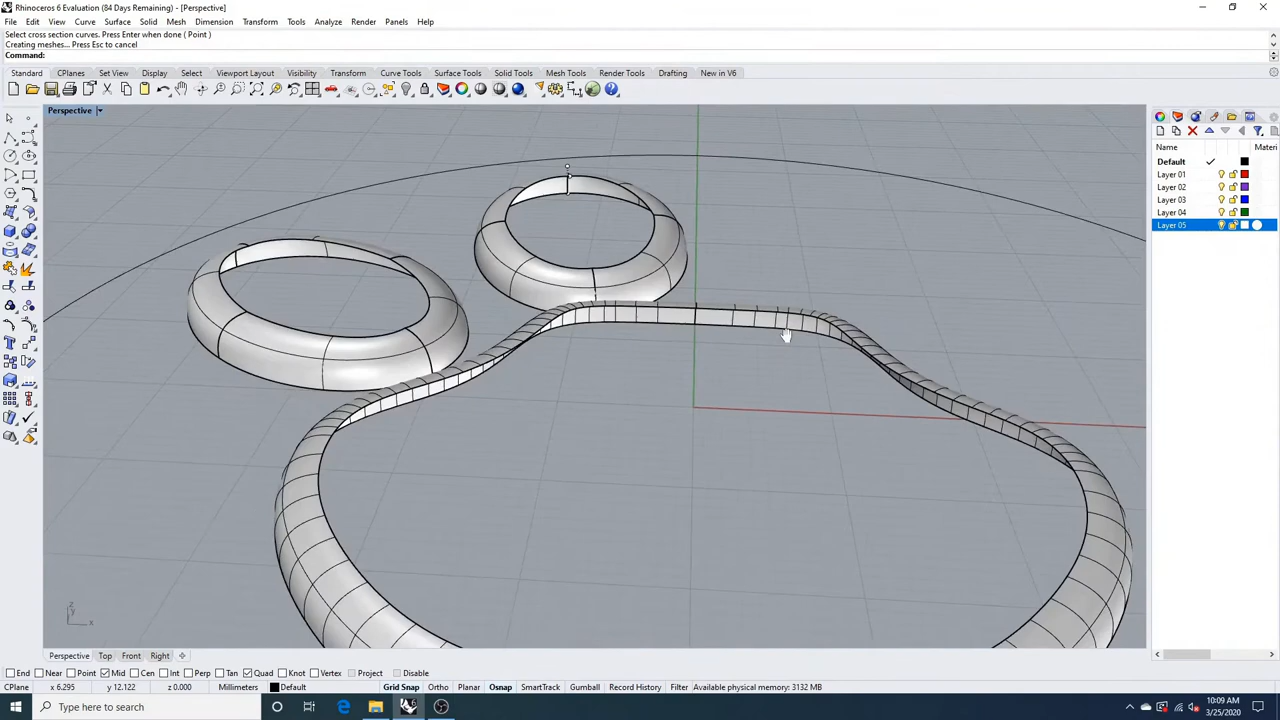 Rhinoceros 6 Evaluation (84 Days Remaining) - [Perspective]
File Edit View Curve Surface Solid Mesh Dimension Transform Tools Analyze Render Panels Help
Select cross section curves. Press Enter when done ( Point )
Creating meshes... Press Esc to cancel
Command:
Standard CPlanes Set View Display Select Viewport Layout Visibility Transform Curve Tools Surface Tools Solid Tools Mesh Tools Render Tools Drafting New in V6
Perspective
Name Materi
Default
Layer 01
Layer 02
Layer 03
Layer 04
Layer 05
z
y
x
Perspective Top Front Right
End Near Point Mid Cen Int Perp Tan Quad Knot Vertex Project Disable
CPlane x 6.295 y 12.122 z 0.000 Millimeters Default Grid Snap Ortho Planar Osnap SmartTrack Gumball Record History Filter Available physical memory: 3132 MB
Type here to search
10:09 AM
3/25/2020